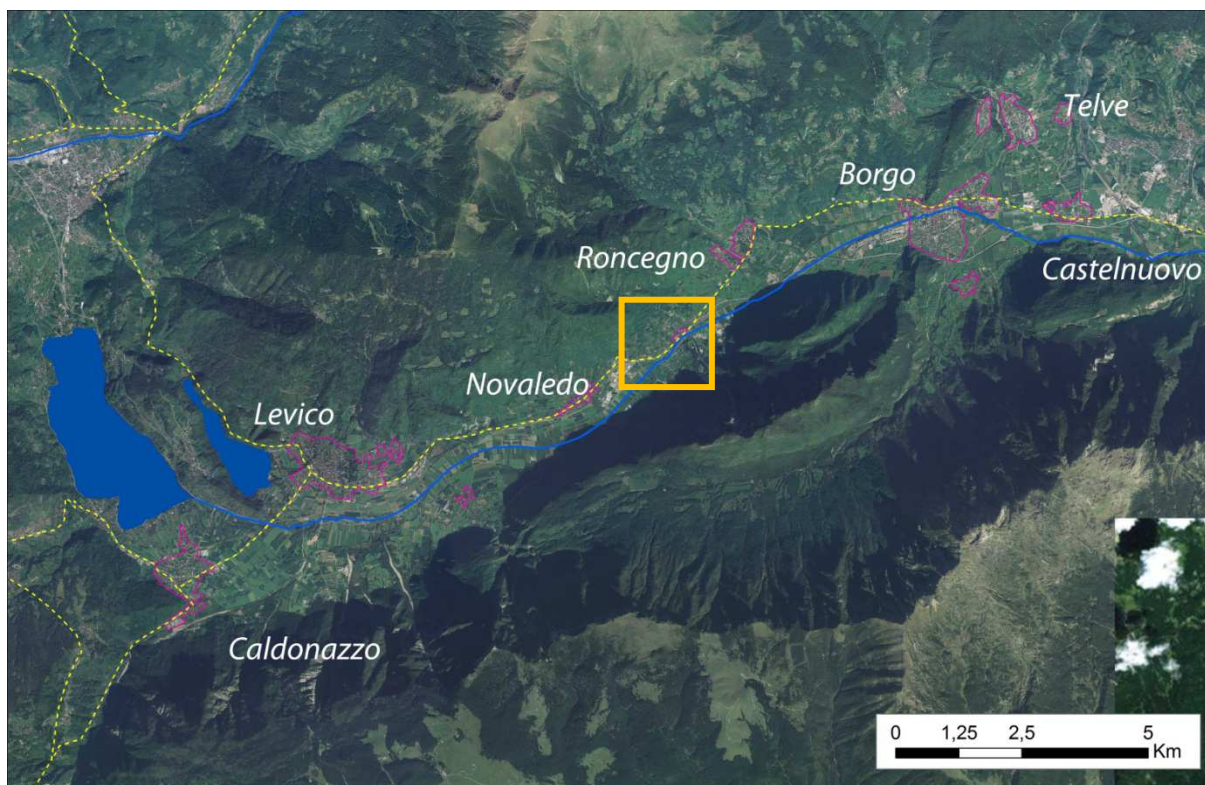 Telve
Borgo
Roncegno
Castelnuovo
Novaledo
Levico
Caldonazzo
0 1,25 2,5 5
Km